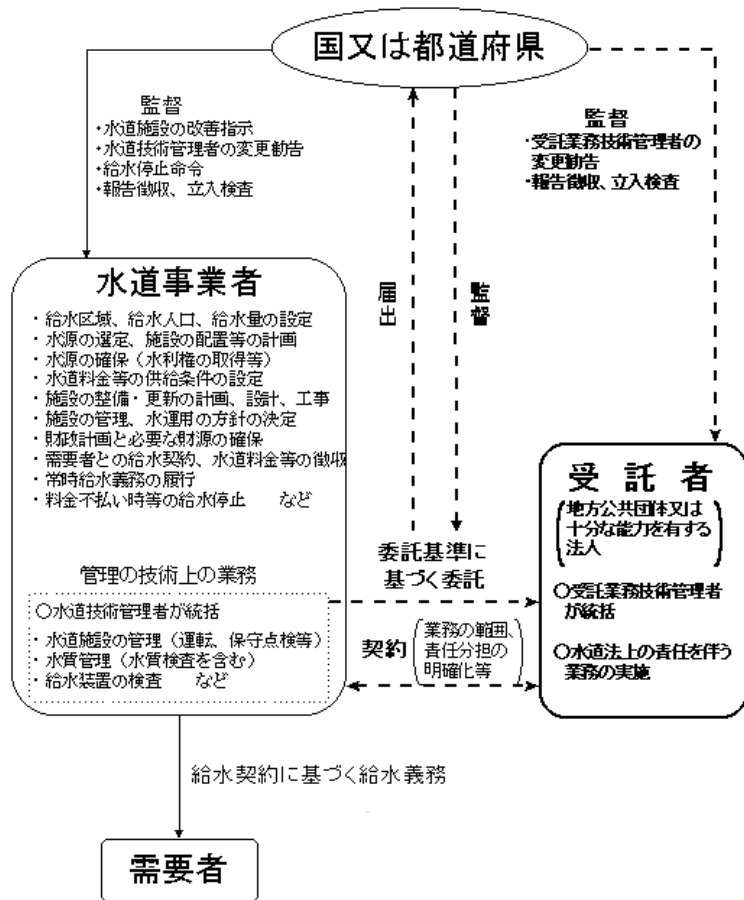 国又は都道府県
監督
・水道施設の改善指示
・水道技術管理者の変更勧告
・給水停止命令
・報告徴収、立入検査
監督
・受託業務技術管理者の
変更勧告
・報告徴収、立入検査
水道事業者
・給水区域、給水人口、給水量の設定
・水源の選定、施設の配置等の計画
・水源の確保（水利権の取得等）
・水道料金等の供給条件の設定
・施設の整備・更新の計画、設計、工事
・施設の管理、水運用の方針の決定
・財政計画と必要な財源の確保
・需要者との給水契約、水道料金等の徴収
・常時給水義務の履行
・料金不払い時等の給水停止　など
管理の技術上の業務
○水道技術管理者が統括
・水道施設の管理（運転、保守点検等）
・水質管理（水質検査を含む）
・給水装置の検査　など
届出
監督
委託基準に
基づく委託
契約
業務の範囲、
責任分担の
明確化等
受託者
地方公共団体又は
十分な能力を有する
法人
○受託業務技術管理者
が統括
○水道法上の責任を伴う
業務の実施
給水契約に基づく給水義務
需要者